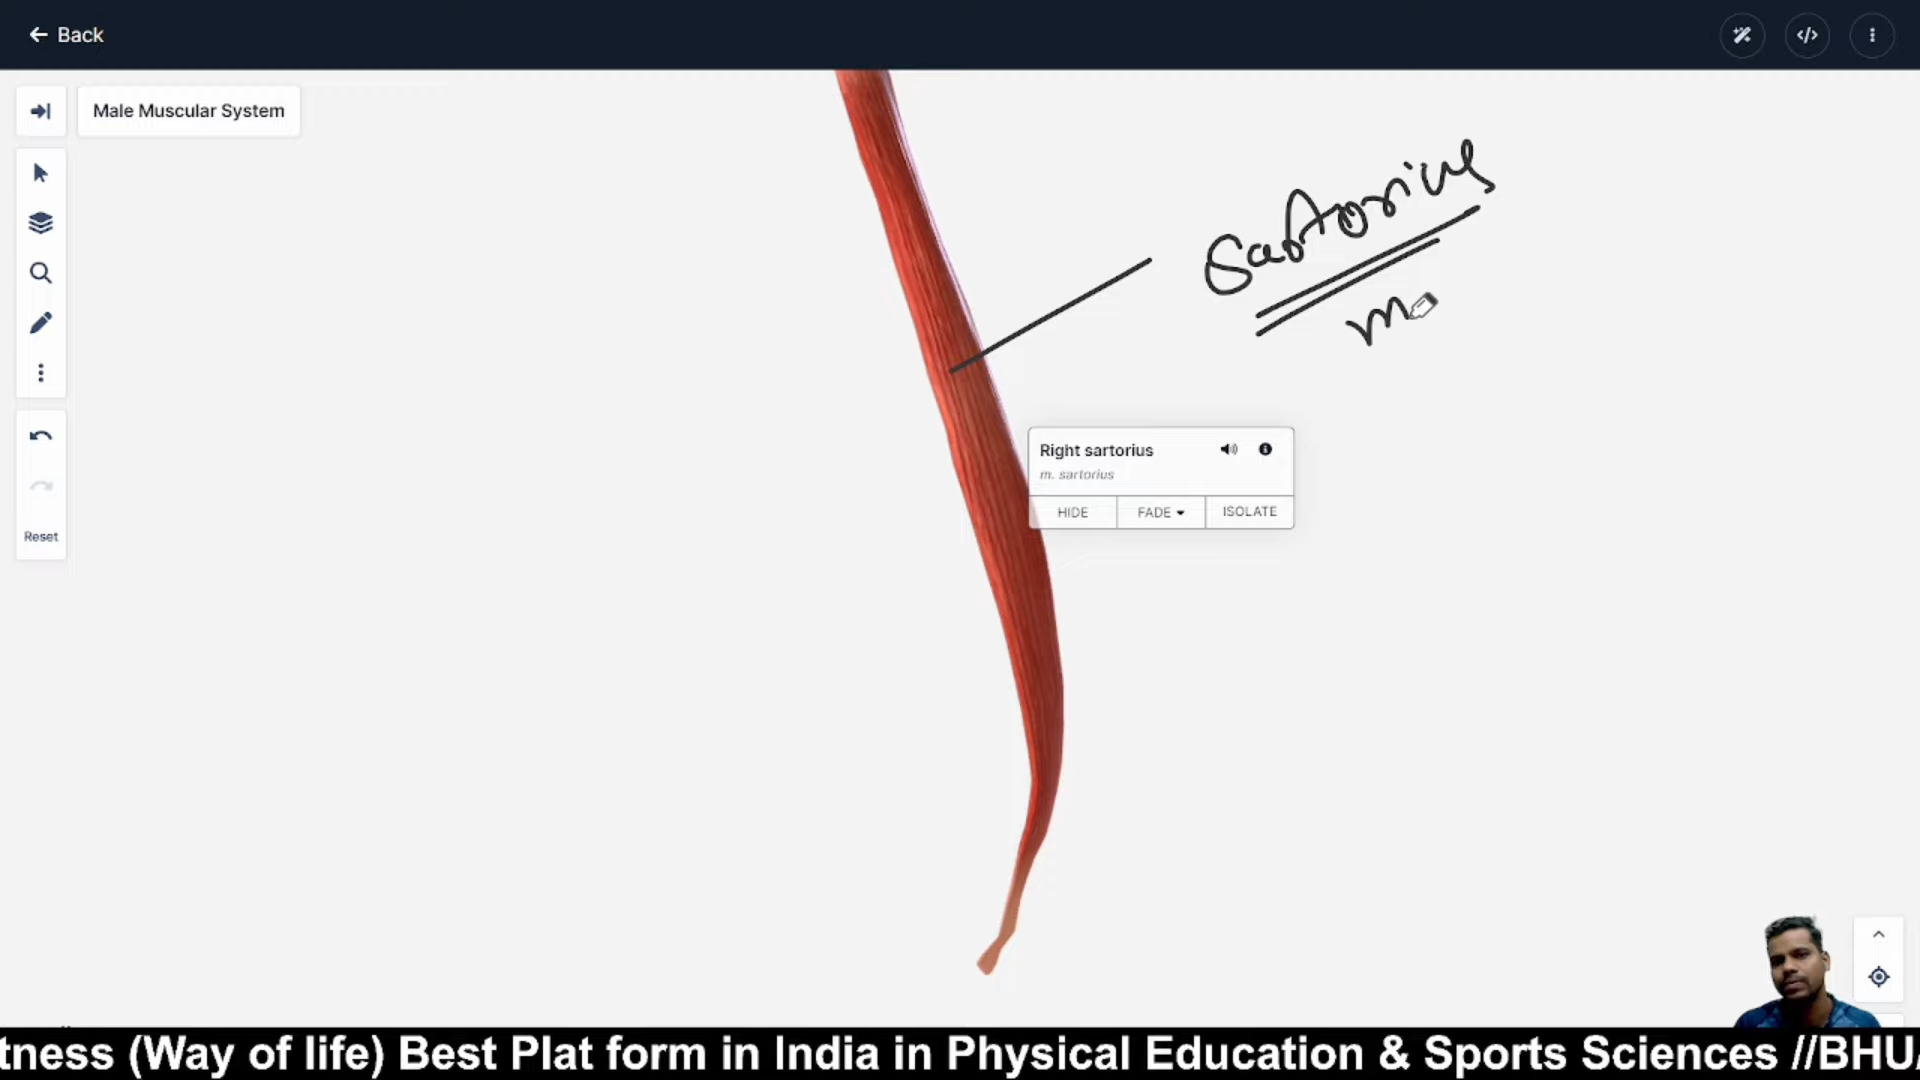 Back
Male Muscular System
Sartorius
m
Right sartorius
m. sartorius
HIDE FADE ISOLATE
Reset
tness (Way of life) Best Plat form in India in Physical Education & Sports Sciences //BHU